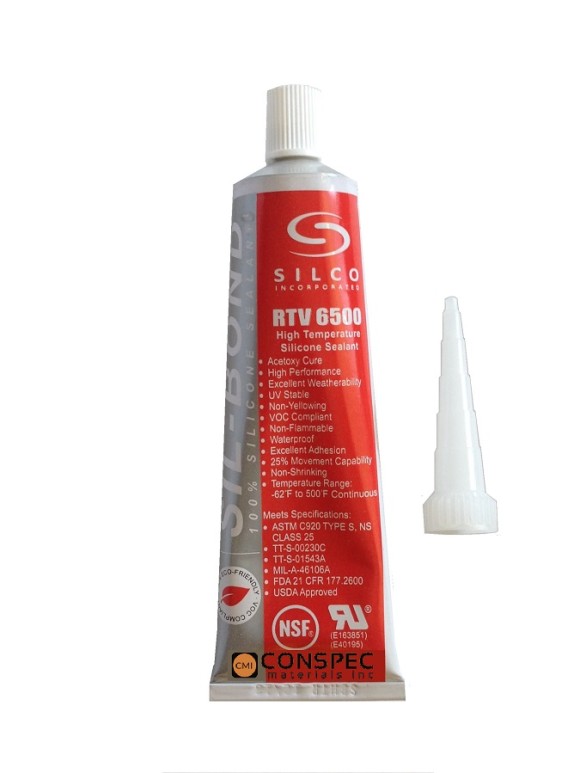 SIL-BOND
100% SILICONE SEALANT
SILCO
INCORPORATED
RTV 6500
High Temperature
Silicone Sealant
• Acetoxy Cure
• High Performance
• Excellent Weatherability
• UV Stable
• Non-Yellowing
• VOC Compliant
• Non-Flammable
• Waterproof
• Excellent Adhesion
• 25% Movement Capability
• Non-Shrinking
• Temperature Range:
-62°F to 500°F Continuous
Meets Specifications:
• ASTM C920 TYPE S, NS
CLASS 25
• TT-S-00230C
• TT-S-01543A
• MIL-A-46106A
• FDA 21 CFR 177.2600
• USDA Approved
ECO-FRIENDLY · VOC COMPLIANT
NSF®
RU®
(E163851)
(E40195)
CMI
CONSPEC
materials inc